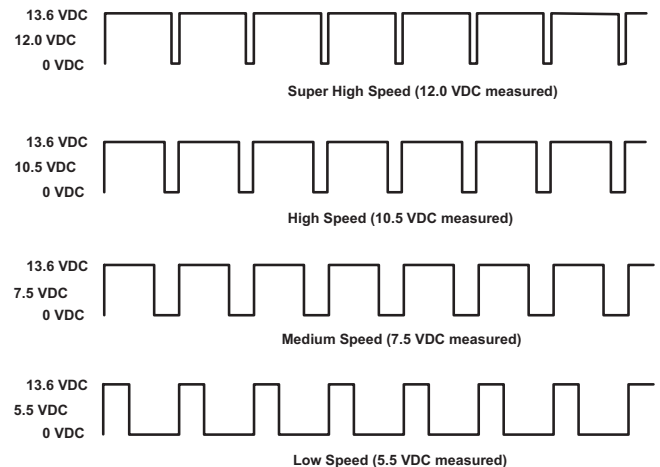 13.6 VDC
12.0 VDC
0 VDC
Super High Speed (12.0 VDC measured)
13.6 VDC
10.5 VDC
0 VDC
High Speed (10.5 VDC measured)
13.6 VDC
7.5 VDC
0 VDC
Medium Speed (7.5 VDC measured)
13.6 VDC
5.5 VDC
0 VDC
Low Speed (5.5 VDC measured)